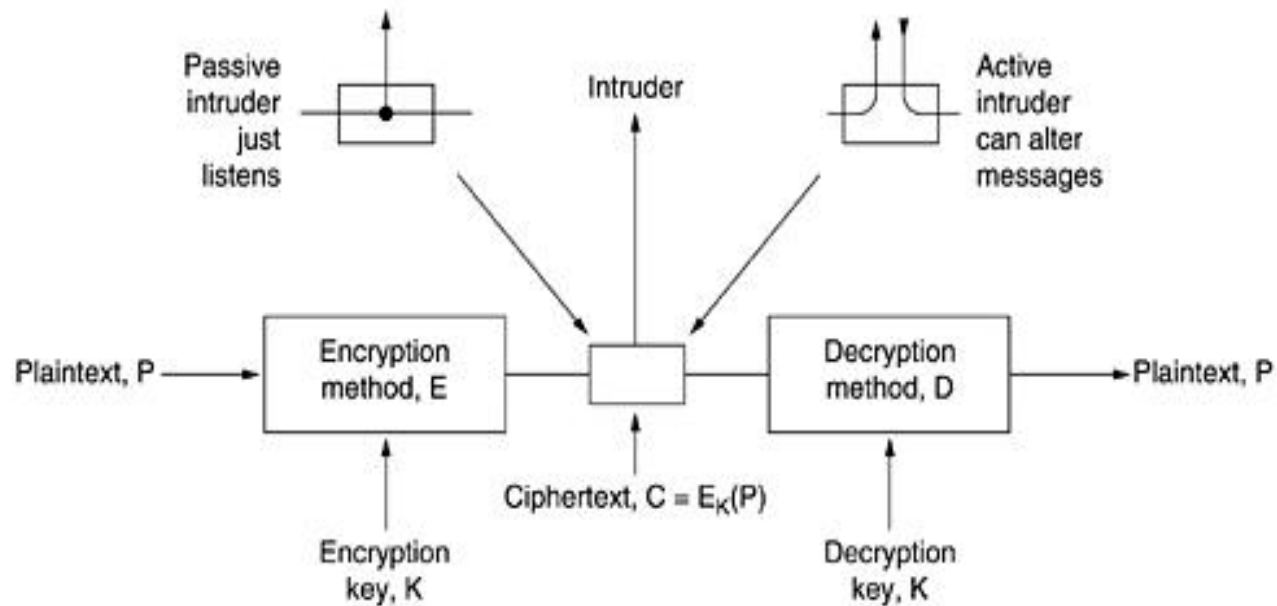 Passive
intruder
just
listens
Intruder
Active
intruder
can alter
messages
Plaintext, P
Encryption
method, E
Decryption
method, D
Plaintext, P
Ciphertext, C = E_K(P)
Encryption
key, K
Decryption
key, K